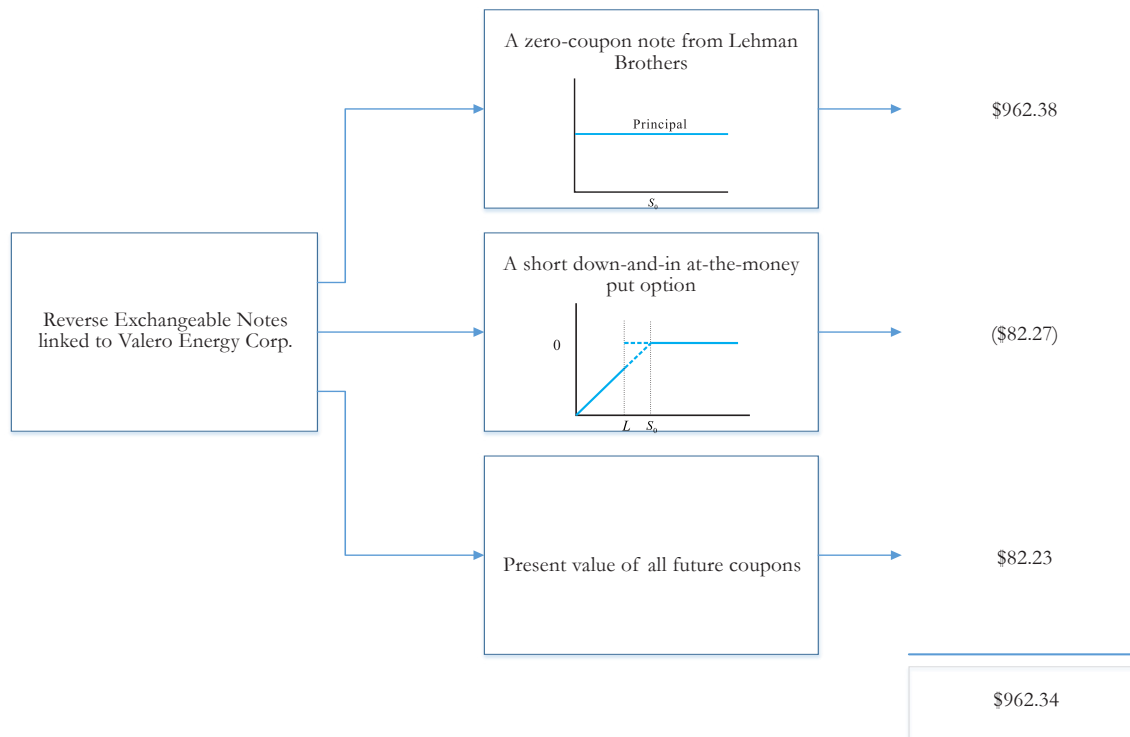 Reverse Exchangeable Notes
linked to Valero Energy Corp.
A zero-coupon note from Lehman
Brothers
Principal
S₀
$962.38
A short down-and-in at-the-money
put option
0
L S₀
($82.27)
Present value of all future coupons
$82.23
$962.34